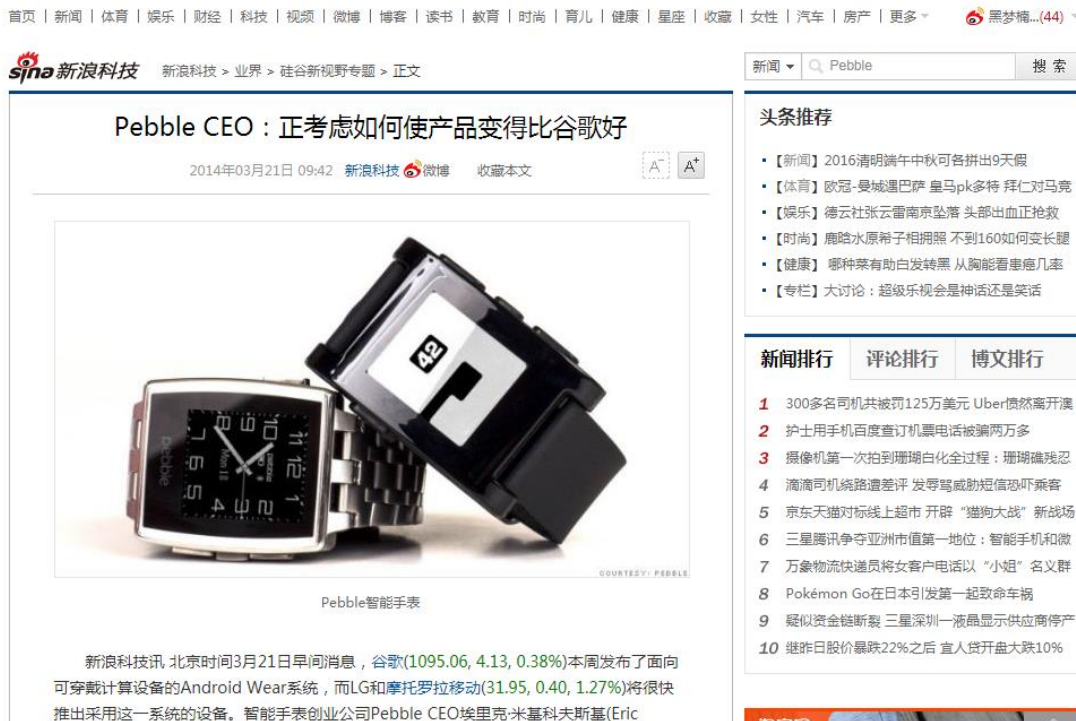 首页 | 新闻 | 体育 | 娱乐 | 财经 | 科技 | 视频 | 微博 | 博客 | 读书 | 教育 | 时尚 | 育儿 | 健康 | 星座 | 收藏 | 女性 | 汽车 | 房产 | 更多 黑梦楠...(44)
sina 新浪科技 新浪科技 > 业界 > 硅谷新视野专题 > 正文
新闻 Pebble 搜 索
Pebble CEO：正考虑如何使产品变得比谷歌好
2014年03月21日 09:42 新浪科技 微博 收藏本文 A- A+
42
Pebble
COURTESY: PEBBLE
Pebble智能手表
新浪科技讯 北京时间3月21日早间消息，谷歌(1095.06, 4.13, 0.38%)本周发布了面向
可穿戴计算设备的Android Wear系统，而LG和摩托罗拉移动(31.95, 0.40, 1.27%)将很快
推出采用这一系统的设备。智能手表创业公司Pebble CEO埃里克·米基科夫斯基(Eric
头条推荐
【新闻】2016清明端午中秋可各拼出9天假
【体育】欧冠-曼城遇巴萨 皇马pk多特 拜仁对马竞
【娱乐】德云社张云雷南京坠落 头部出血正抢救
【时尚】鹿晗水原希子相拥照 不到160如何变长腿
【健康】 哪种菜有助白发转黑 从胸能看患癌几率
【专栏】大讨论：超级乐视会是神话还是笑话
新闻排行 评论排行 博文排行
1 300多名司机共被罚125万美元 Uber愤然离开澳
2 护士用手机百度查订机票电话被骗两万多
3 摄像机第一次拍到珊瑚白化全过程：珊瑚礁残忍
4 滴滴司机绕路遭差评 发辱骂威胁短信恐吓乘客
5 京东天猫对标线上超市 开辟“猫狗大战”新战场
6 三星腾讯争夺亚洲市值第一地位：智能手机和微
7 万象物流快递员将女客户电话以“小姐”名义群
8 Pokémon Go在日本引发第一起致命车祸
9 疑似资金链断裂 三星深圳一液晶显示供应商停产
10 继昨日股价暴跌22%之后 宜人贷开盘大跌10%